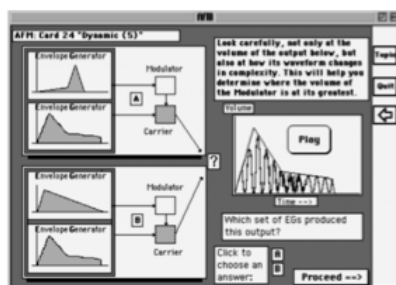 AFM
AFM: Card 24 "Dynamic (5)"
Envelope Generator
Modulator
A
Envelope Generator
Carrier
?
Envelope Generator
Modulator
B
Envelope Generator
Carrier
Look carefully, not only at the
volume of the output below, but
also at how its waveform changes
in complexity. This will help you
determine where the volume of
the Modulator is at its greatest.
Volume
Play
Time -->
Which set of EGs produced
this output?
Click to
choose an
answer:
A
B
Proceed -->
Topic
Quit